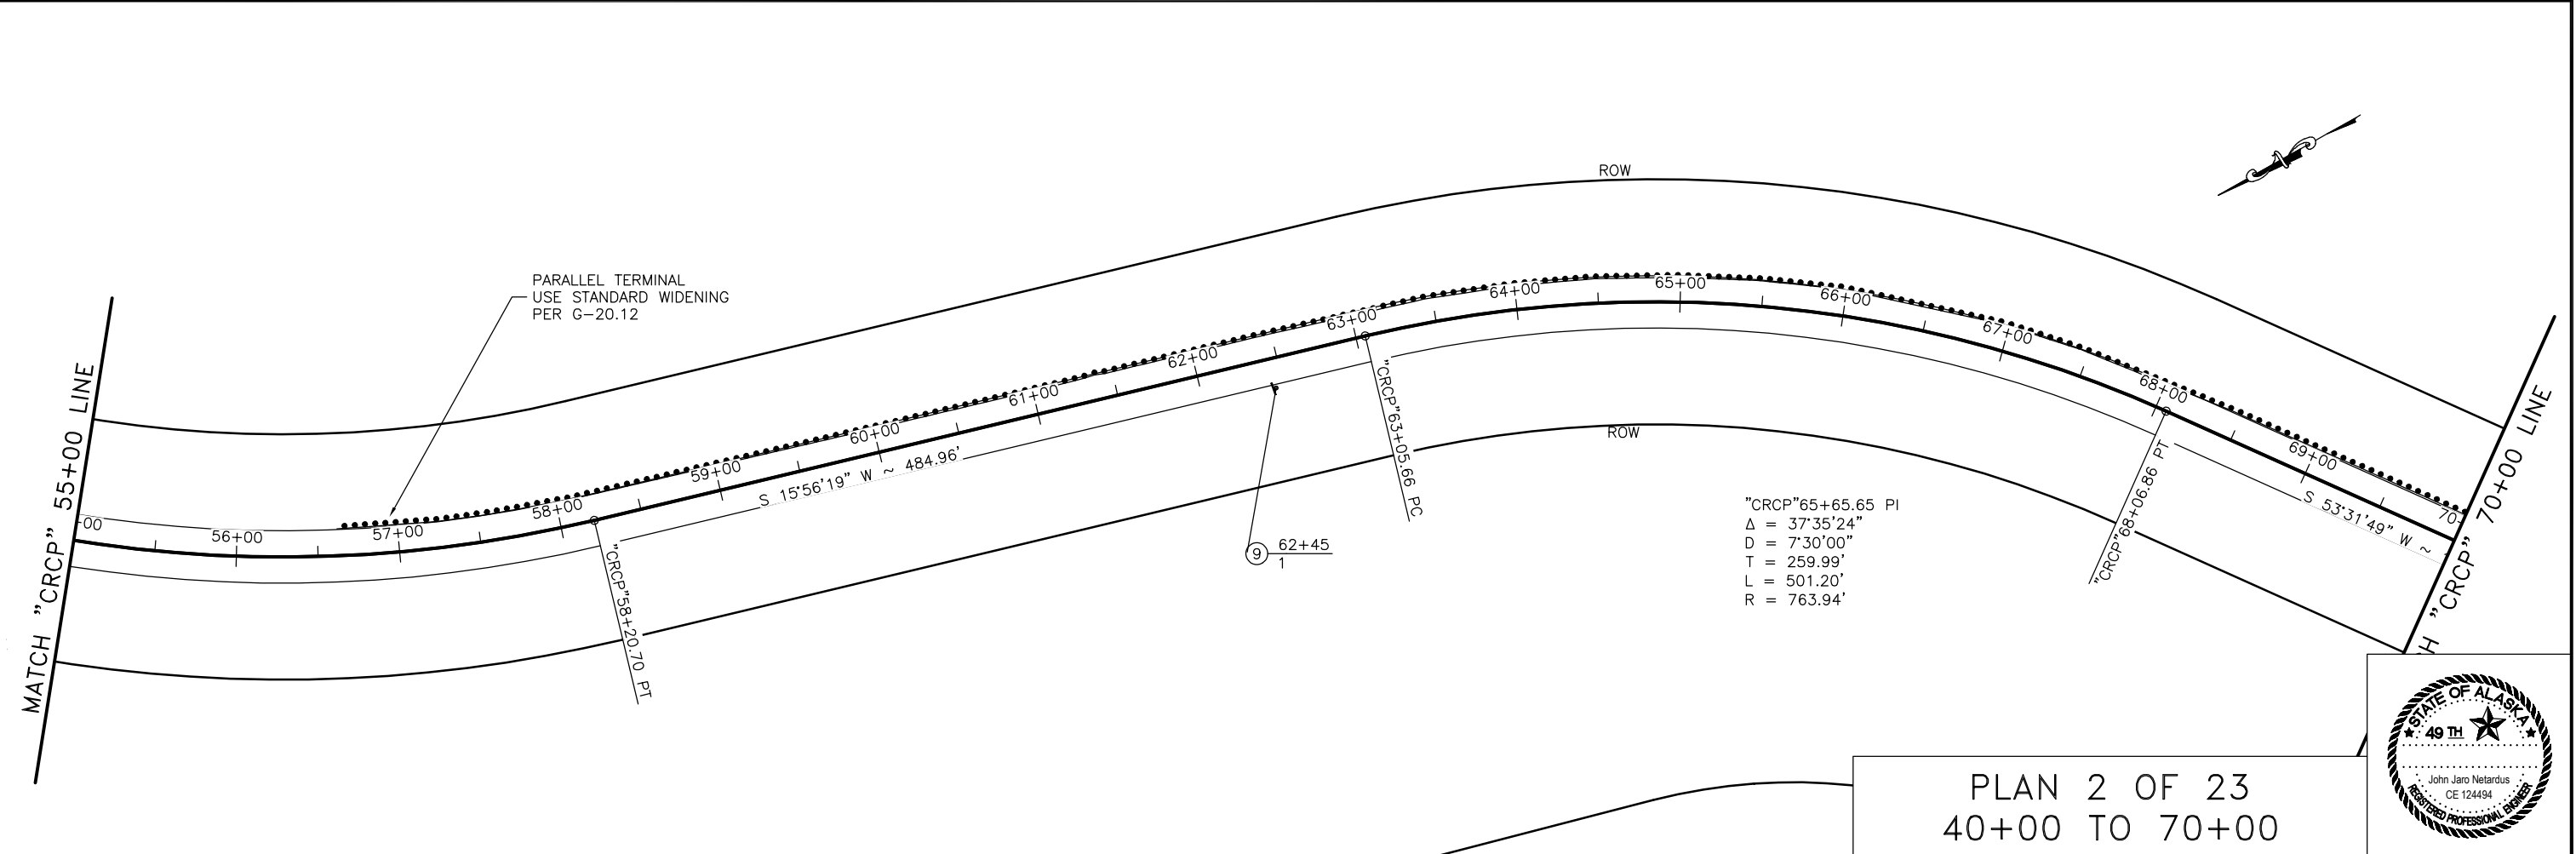 ROW
PARALLEL TERMINAL
USE STANDARD WIDENING
PER G-20.12
MATCH "CRCP" 55+00 LINE
-00
56+00
57+00
58+00
59+00
60+00
61+00
62+00
63+00
64+00
65+00
66+00
67+00
68+00
69+00
70-
S 15°56'19" W ~ 484.96'
"CRCP"58+20.70 PT
9 62+45
1
"CRCP"63+05.66 PC
ROW
"CRCP"65+65.65 PI
Δ = 37°35'24"
D = 7°30'00"
T = 259.99'
L = 501.20'
R = 763.94'
"CRCP"68+06.86 PT
S 53°31'49" W ~
H "CRCP" 70+00 LINE
PLAN 2 OF 23
40+00 TO 70+00
STATE OF ALASKA
49 TH
John Jaro Netardus
CE 124494
REGISTERED PROFESSIONAL ENGINEER